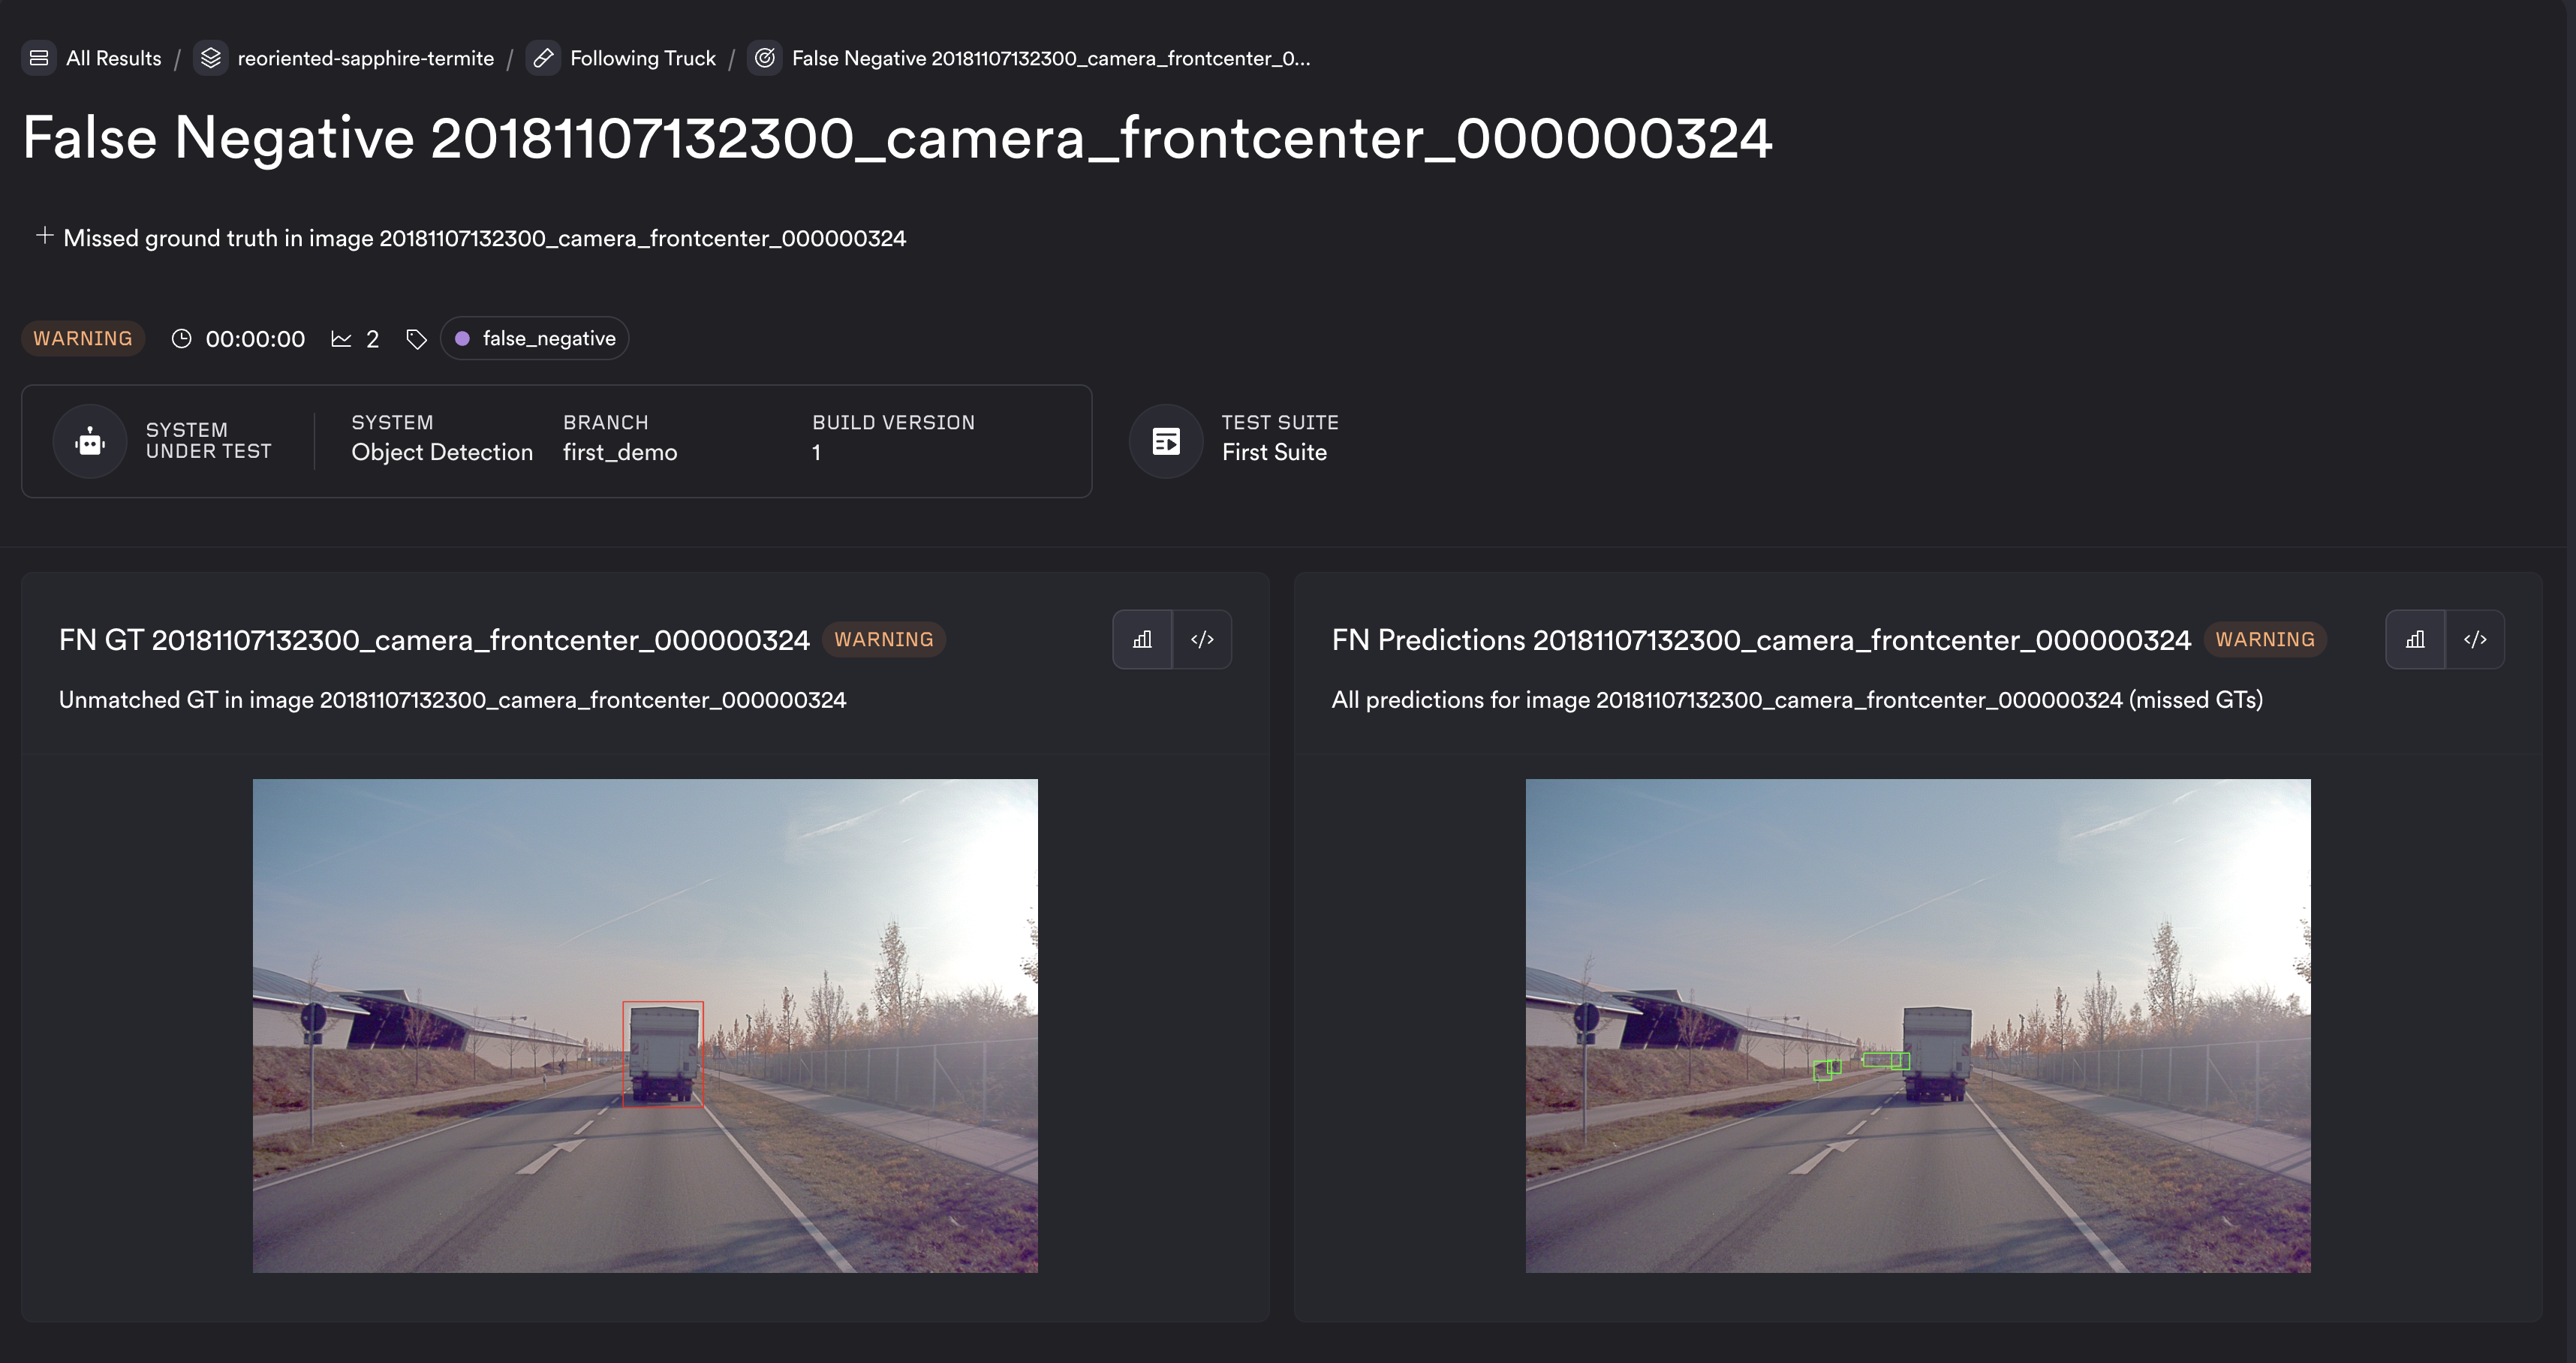 All Results / reoriented-sapphire-termite / Following Truck / False Negative 20181107132300_camera_frontcenter_0...
False Negative 20181107132300_camera_frontcenter_000000324
Missed ground truth in image 20181107132300_camera_frontcenter_000000324
WARNING 00:00:00 2 false_negative
SYSTEM UNDER TEST
SYSTEM
Object Detection
BRANCH
first_demo
BUILD VERSION
1
TEST SUITE
First Suite
FN GT 20181107132300_camera_frontcenter_000000324 WARNING
Unmatched GT in image 20181107132300_camera_frontcenter_000000324
FN Predictions 20181107132300_camera_frontcenter_000000324 WARNING
All predictions for image 20181107132300_camera_frontcenter_000000324 (missed GTs)